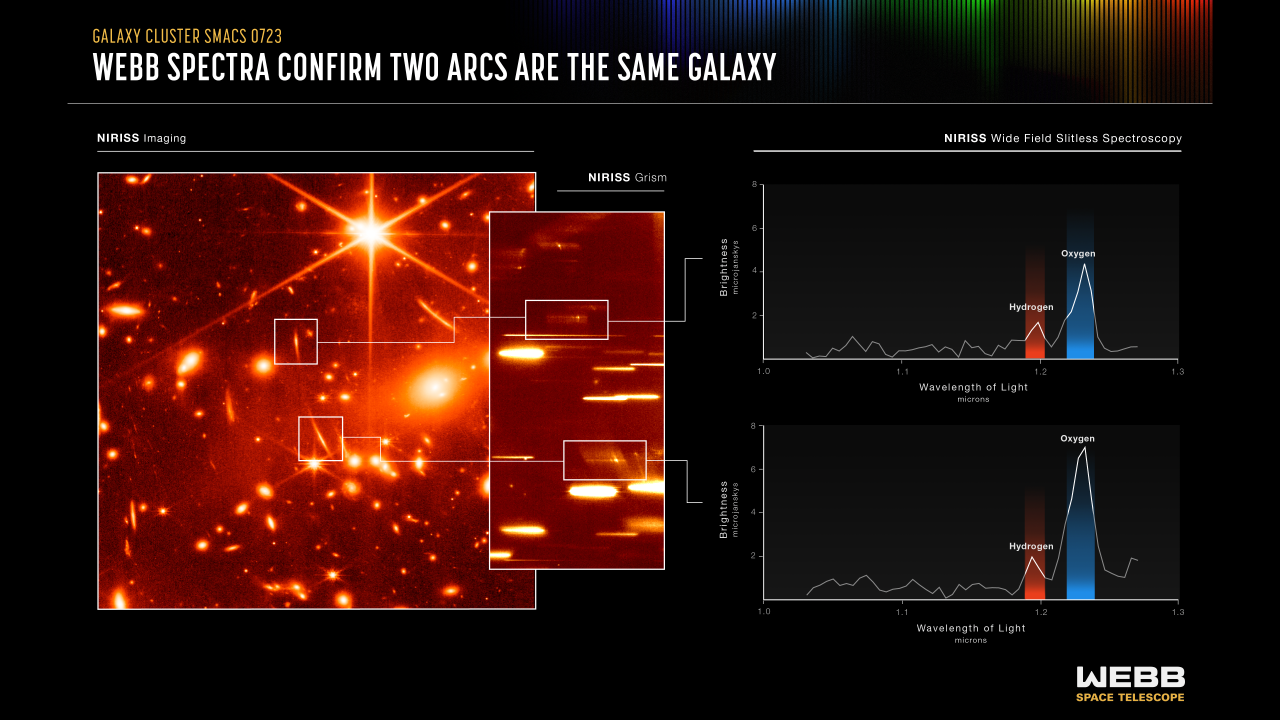 GALAXY CLUSTER SMACS 0723
WEBB SPECTRA CONFIRM TWO ARCS ARE THE SAME GALAXY
NIRISS Imaging
NIRISS Grism
NIRISS Wide Field Slitless Spectroscopy
8
6
4
2
Brightness
microjanskys
Oxygen
Hydrogen
1.0
1.1
1.2
1.3
Wavelength of Light
microns
8
6
4
2
Brightness
microjanskys
Oxygen
Hydrogen
1.0
1.1
1.2
1.3
Wavelength of Light
microns
WEBB
SPACE TELESCOPE